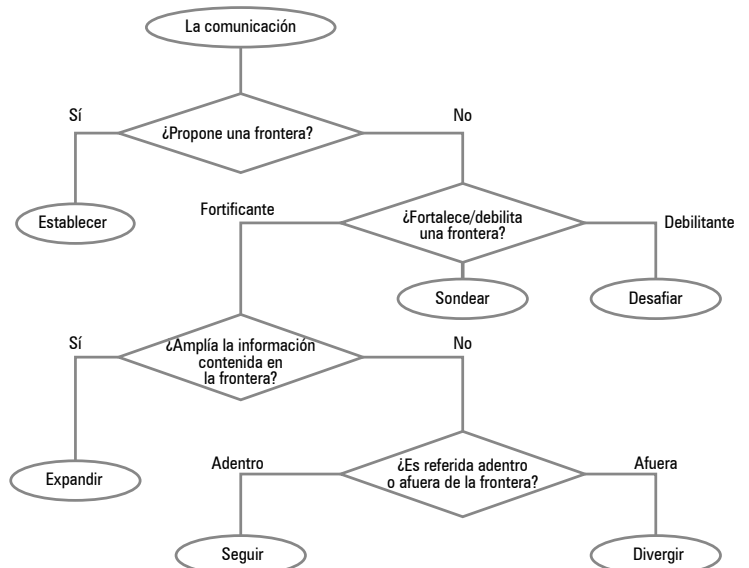 La comunicación
Sí
No
¿Propone una frontera?
Establecer
Fortificante
¿Fortalece/debilita
una frontera?
Debilitante
Sondear
Desafiar
Sí
¿Amplía la información
contenida en
la frontera?
No
Adentro
¿Es referida adentro
o afuera de la frontera?
Afuera
Expandir
Seguir
Divergir